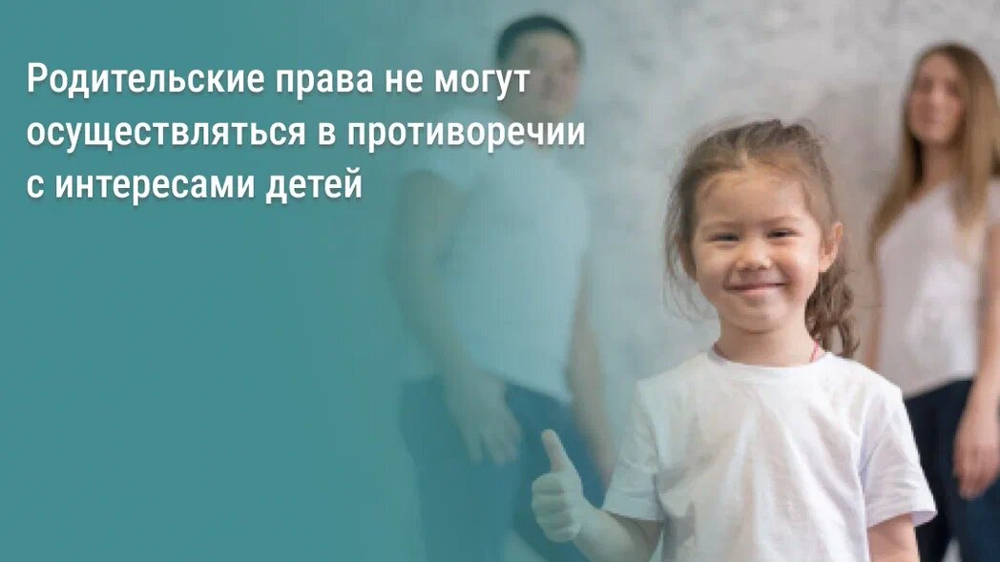 Родительские права не могут
осуществляться в противоречии
с интересами детей